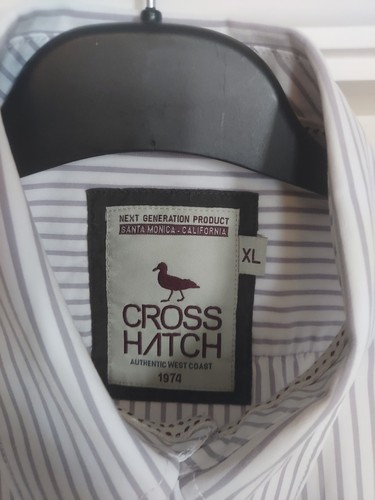 NEXT GENERATION PRODUCT
SANTA MONICA - CALIFORNIA
XL
CROSS
HATCH
AUTHENTIC WEST COAST
1974